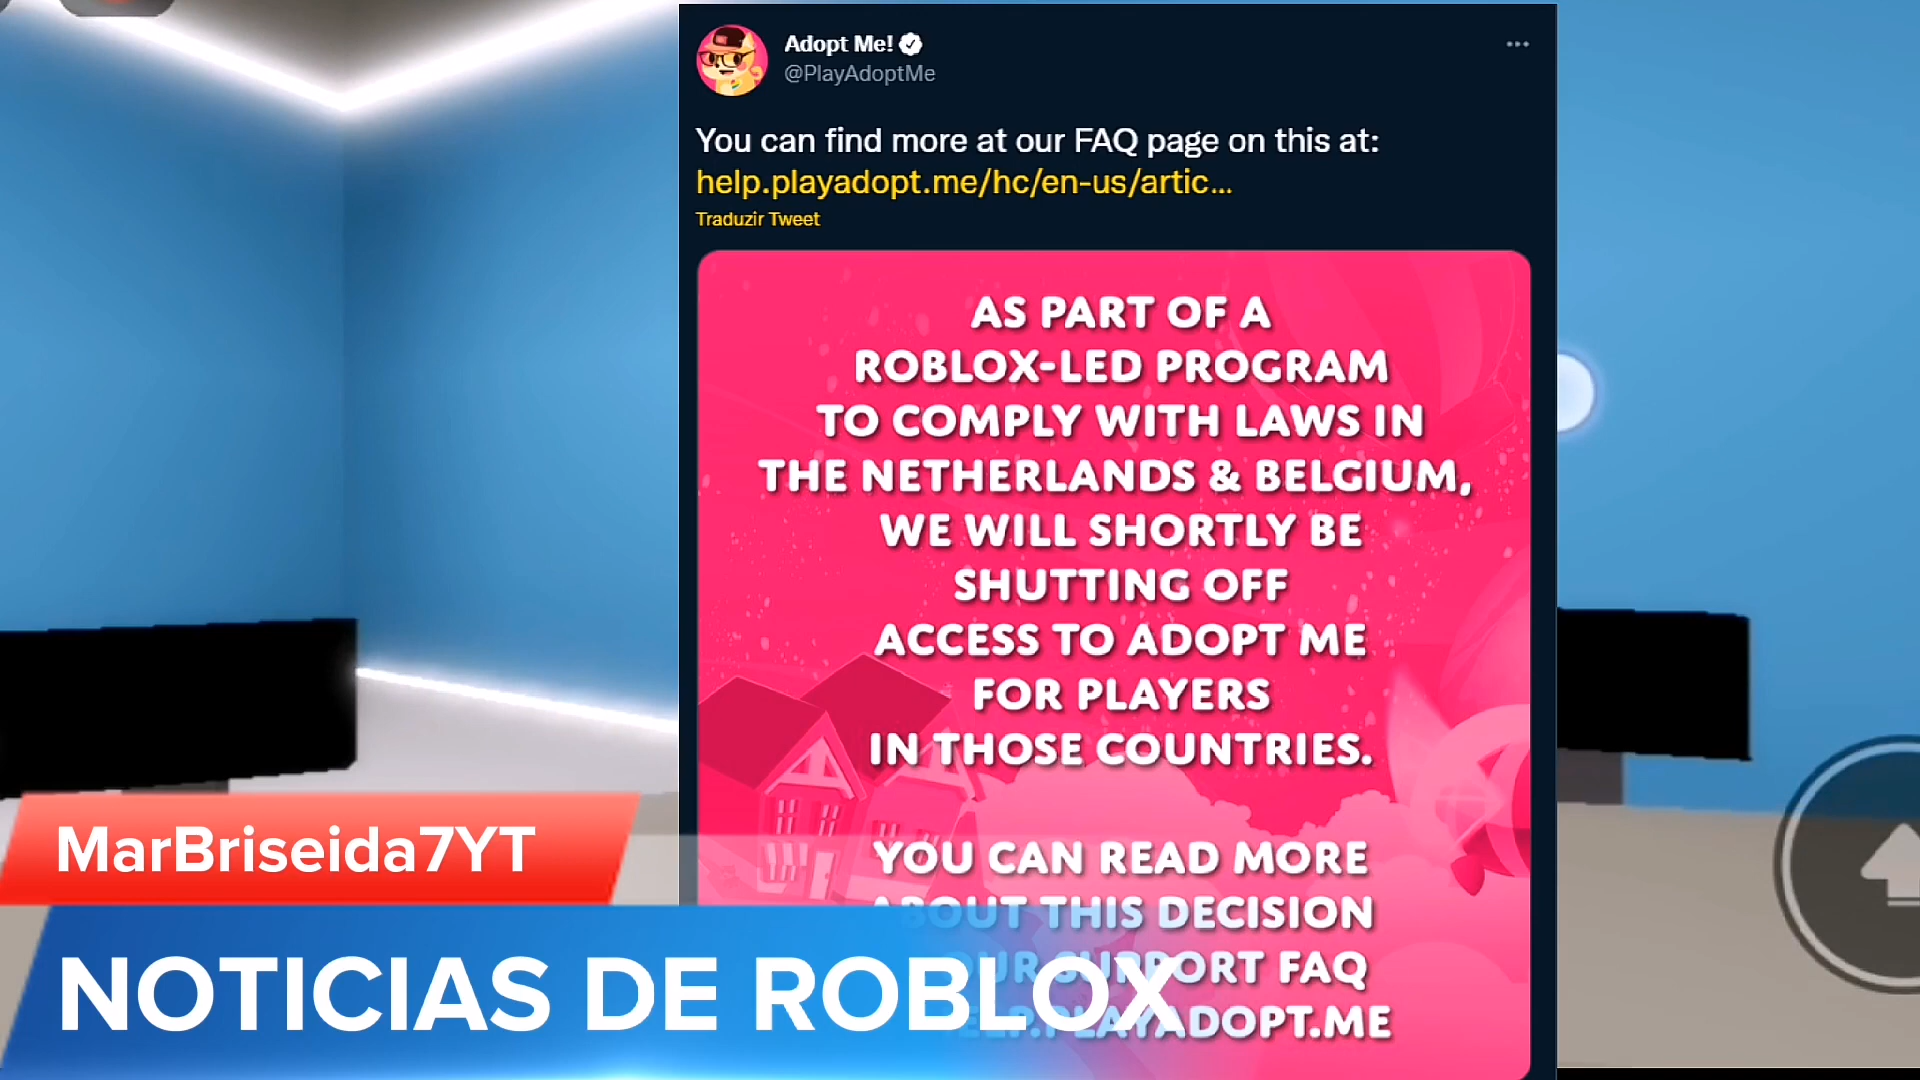 Adopt Me!
@PlayAdoptMe
You can find more at our FAQ page on this at:
help.playadopt.me/hc/en-us/artic...
Traduzir Tweet
AS PART OF A
ROBLOX-LED PROGRAM
TO COMPLY WITH LAWS IN
THE NETHERLANDS & BELGIUM,
WE WILL SHORTLY BE
SHUTTING OFF
ACCESS TO ADOPT ME
FOR PLAYERS
IN THOSE COUNTRIES.
YOU CAN READ MORE
ABOUT THIS DECISION
SUPPORT FAQ
PLAYADOPT.ME
MarBriseida7YT
NOTICIAS DE ROBLOX